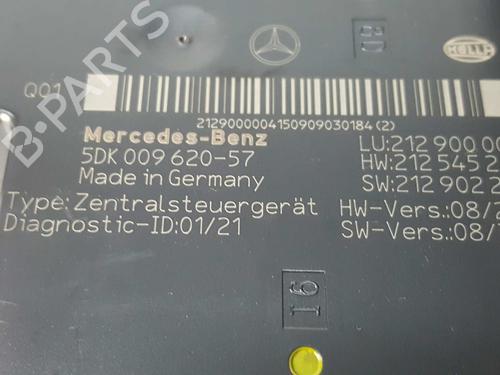 BD
HELLA
Q01
2129000004150909030184(2)
Mercedes-Benz
5DK 009 620-57
Made in Germany
Type: Zentralsteuergerät
Diagnostic-ID:01/21
LU:212 900 00
HW:212 545 2
SW:212 902 9
HW-Vers.:08/
SW-Vers.:08/
16
B-PARTS